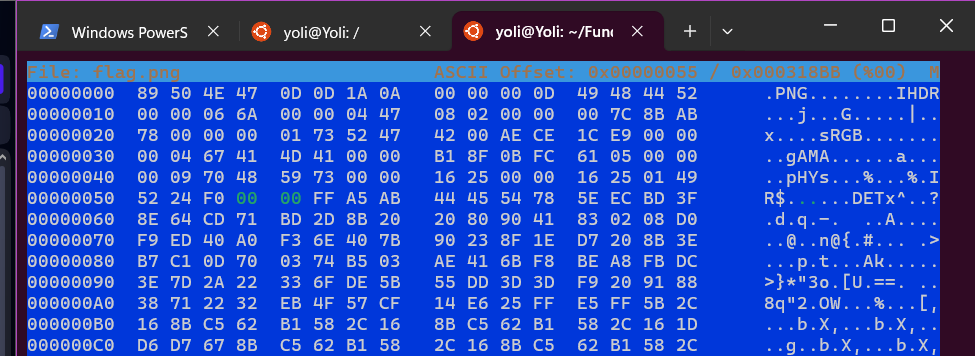 Windows PowerS
yoli@Yoli: /
yoli@Yoli: ~/Func
File: flag.png ASCII Offset: 0x00000055 / 0x000318B8 (%00) M
00000000 89 50 4E 47 0D 0D 1A 0A 00 00 00 0D 49 48 44 52 .PNG........IHDR
00000010 00 00 06 6A 00 00 04 47 08 02 00 00 00 7C 8B AB ...j...G.....|..
00000020 78 00 00 00 01 73 52 47 42 00 AE CE 1C E9 00 00 x....sRGB.......
00000030 00 04 67 41 4D 41 00 00 B1 8F 0B FC 61 05 00 00 ..gAMA......a...
00000040 00 09 70 48 59 73 00 00 16 25 00 00 16 25 01 49 ..pHYs...%...%.I
00000050 52 24 F0 00 00 FF A5 AB 44 45 54 78 5E EC BD 3F R$......DETx^..?
00000060 8E 64 CD 71 BD 2D 8B 20 20 80 90 41 83 02 08 D0 .d.q.-. ..A....
00000070 F9 ED 40 A0 F3 6E 40 7B 90 23 8F 1E D7 20 8B 3E ..@..n@{.#... .>
00000080 B7 C1 0D 70 03 74 B5 03 AE 41 6B F8 BE A8 FB DC ...p.t...Ak.....
00000090 3E 7D 2A 22 33 6F DE 5B 55 DD 3D 3D F9 20 91 88 >}*"3o.[U.==. ..
000000A0 38 71 22 32 EB 4F 57 CF 14 E6 25 FF E5 FF 5B 2C 8q"2.OW...%...[,
000000B0 16 8B C5 62 B1 58 2C 16 8B C5 62 B1 58 2C 16 1D ...b.X,...b.X,..
000000C0 D6 D7 67 8B C5 62 B1 58 2C 16 8B C5 62 B1 58 2C ..g..b.X,...b.X,